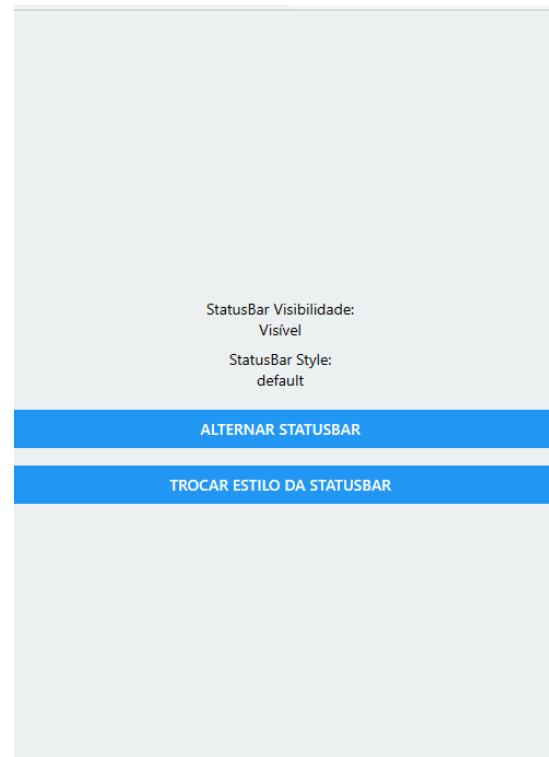 StatusBar Visibilidade:
Visível
StatusBar Style:
default
ALTERNAR STATUSBAR
TROCAR ESTILO DA STATUSBAR